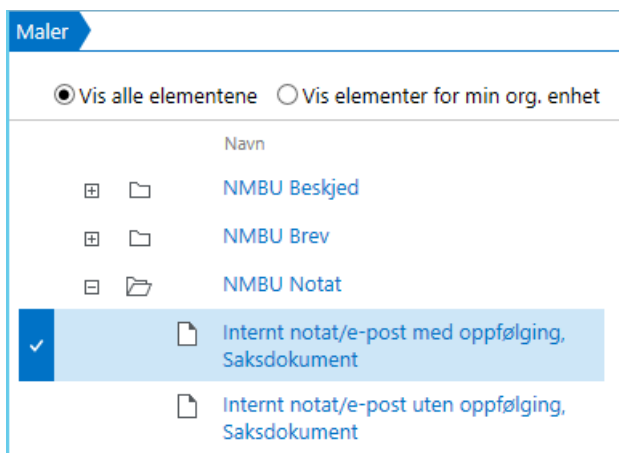 Maler
Vis alle elementene Vis elementer for min org. enhet
Navn
NMBU Beskjed
NMBU Brev
NMBU Notat
Internt notat/e-post med oppfølging,
Saksdokument
Internt notat/e-post uten oppfølging,
Saksdokument